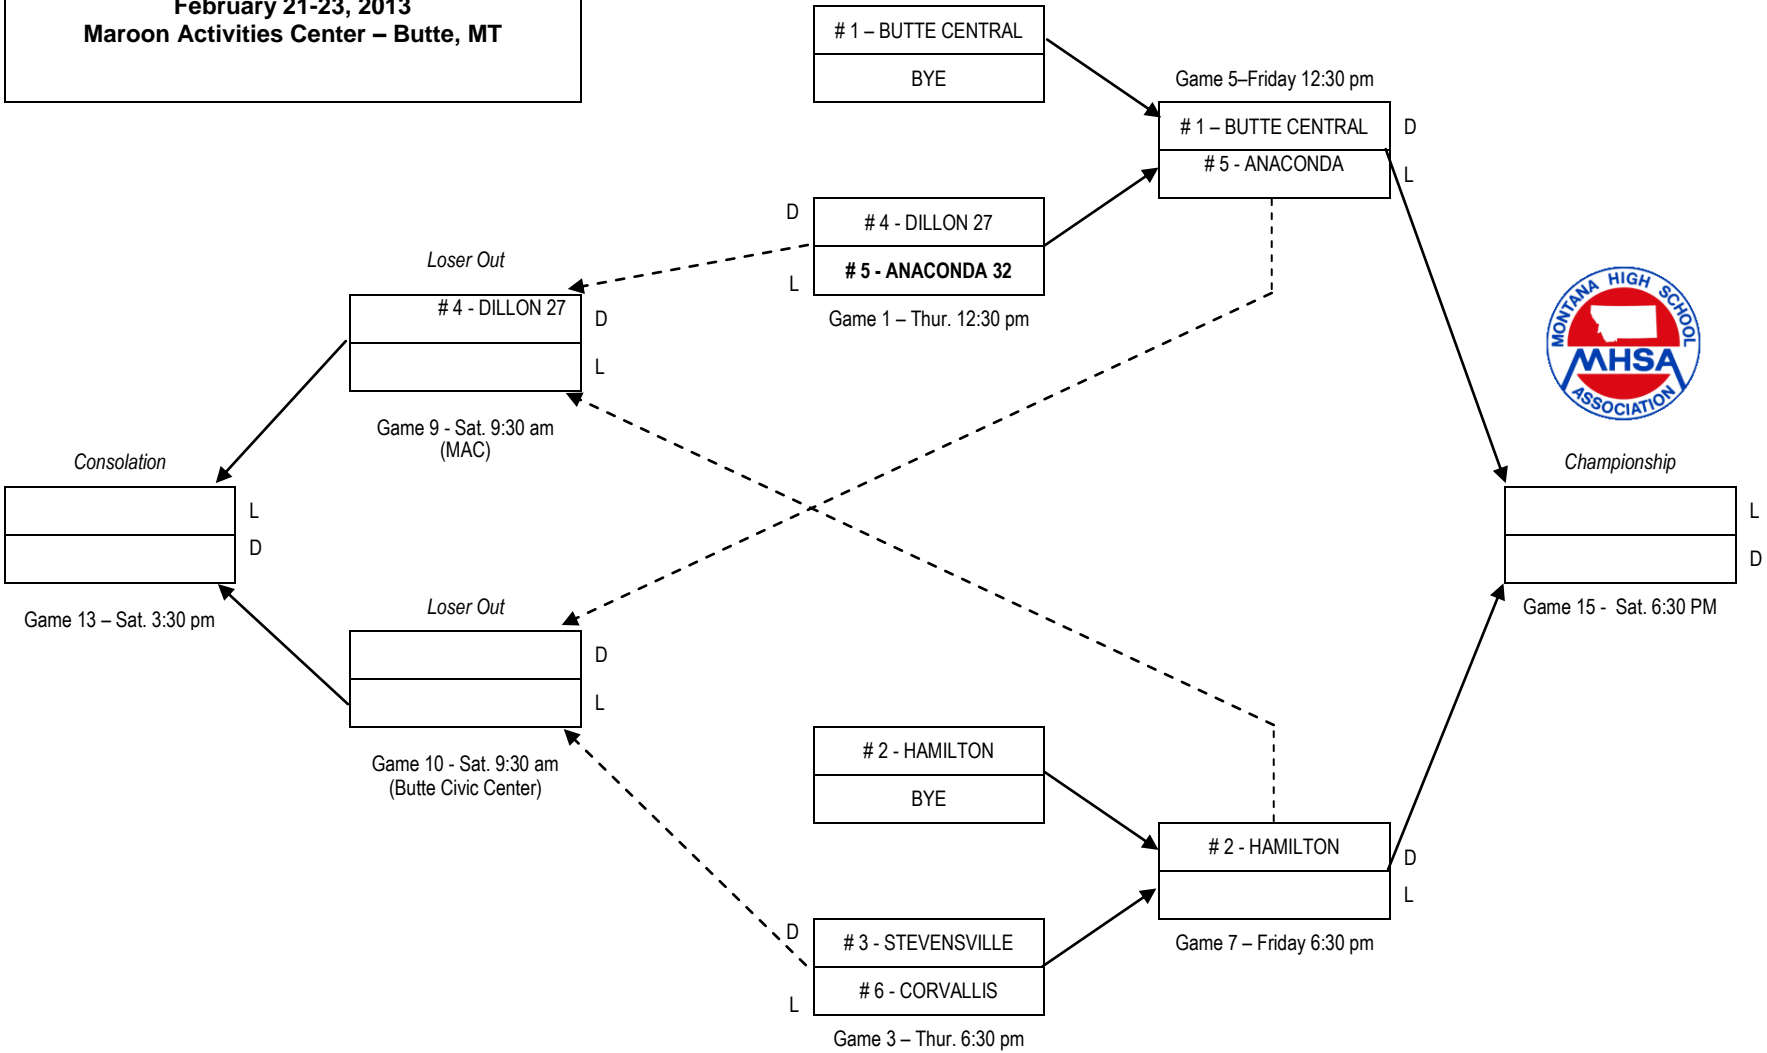 February 21-23, 2013
Maroon Activities Center – Butte, MT
# 1 – BUTTE CENTRAL
BYE
Game 5–Friday 12:30 pm
# 1 – BUTTE CENTRAL
D
# 5 - ANACONDA
L
D
# 4 - DILLON 27
L
# 5 - ANACONDA 32
Game 1 – Thur. 12:30 pm
Loser Out
# 4 - DILLON 27
D
L
Game 9 - Sat. 9:30 am
(MAC)
MONTANA HIGH SCHOOL
MHSA
ASSOCIATION
Consolation
L
D
Game 13 – Sat. 3:30 pm
Championship
L
D
Game 15 - Sat. 6:30 PM
Loser Out
D
L
Game 10 - Sat. 9:30 am
(Butte Civic Center)
# 2 - HAMILTON
BYE
# 2 - HAMILTON
D
L
Game 7 – Friday 6:30 pm
D
# 3 - STEVENSVILLE
L
# 6 - CORVALLIS
Game 3 – Thur. 6:30 pm